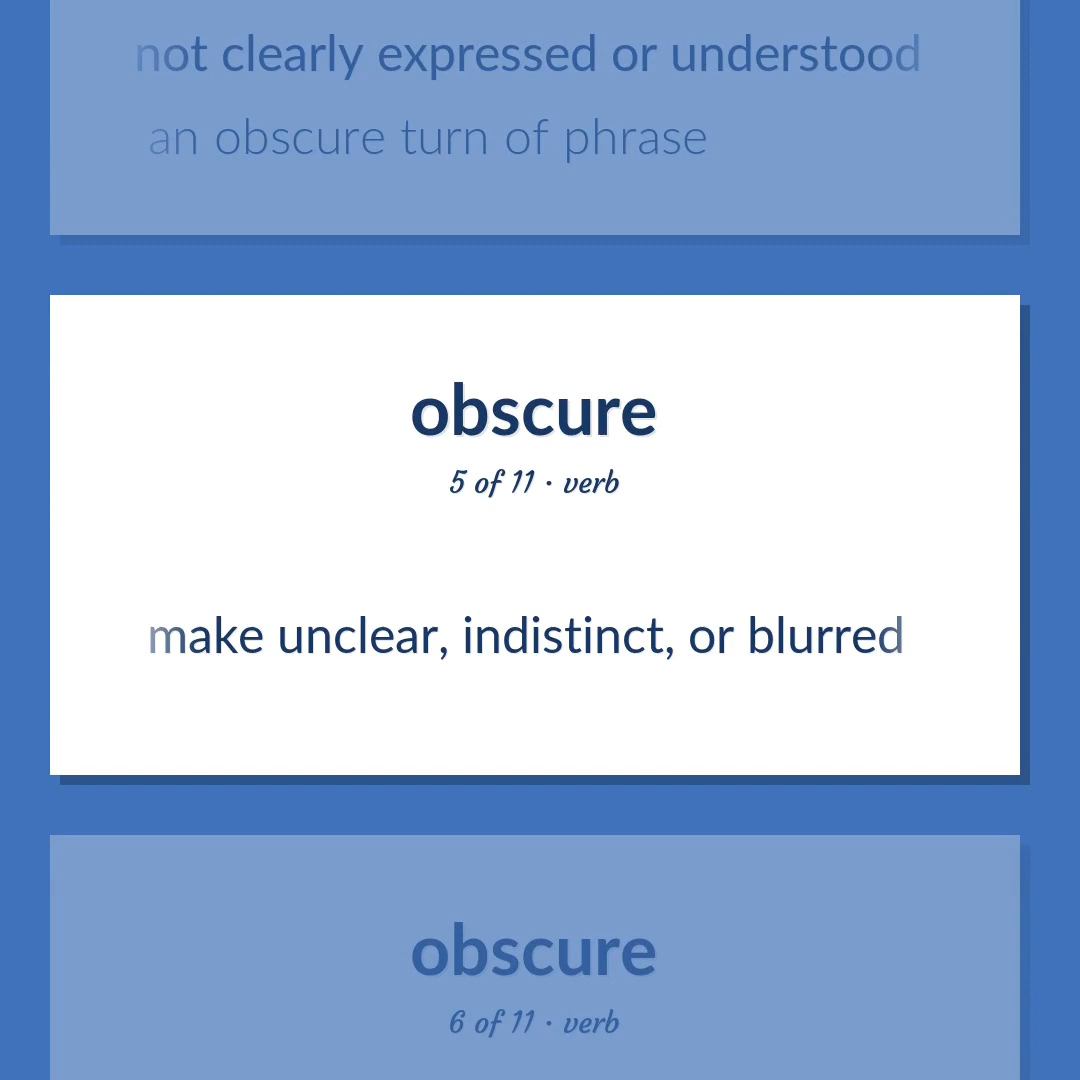 not clearly expressed or understood
an obscure turn of phrase
obscure
5 of 11 · verb
make unclear, indistinct, or blurred
obscure
6 of 11 · verb